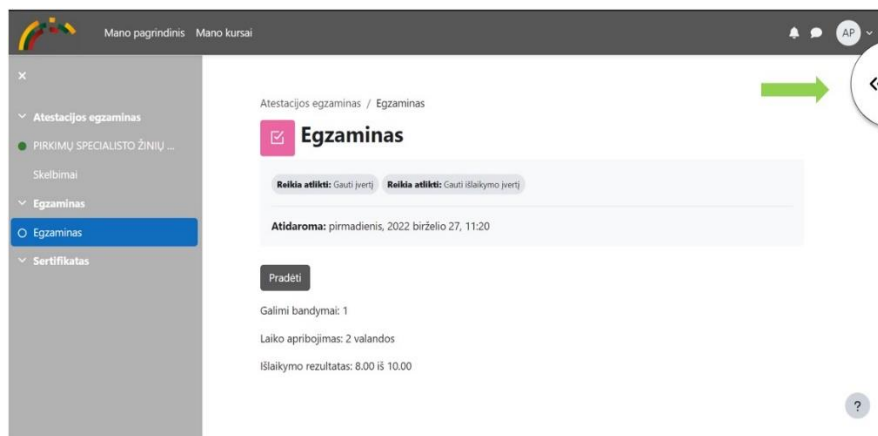 Mano pagrindinis Mano kursai
AP
Atestacijos egzaminas
PIRKIMŲ SPECIALISTO ŽINIŲ ...
Skelbimai
Egzaminas
Egzaminas
Sertifikatas
Atestacijos egzaminas / Egzaminas
Egzaminas
Reikia atlikti: Gauti įvertį Reikia atlikti: Gauti išlaikymo įvertį
Atidaroma: pirmadienis, 2022 birželio 27, 11:20
Pradėti
Galimi bandymai: 1
Laiko apribojimas: 2 valandos
Išlaikymo rezultatas: 8.00 iš 10.00
?